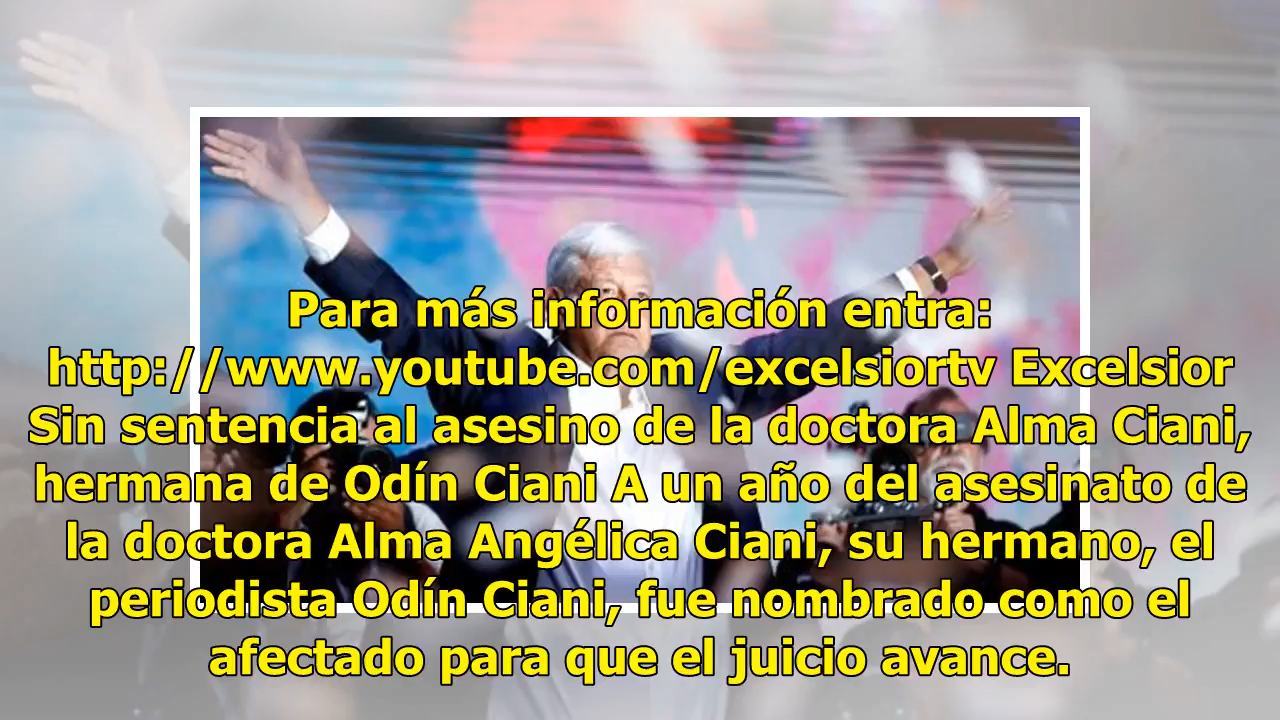 Para más información entra:
http://www.youtube.com/excelsiortv Excelsior
Sin sentencia al asesino de la doctora Alma Ciani,
hermana de Odín Ciani A un año del asesinato de
la doctora Alma Angélica Ciani, su hermano, el
periodista Odín Ciani, fue nombrado como el
afectado para que el juicio avance.